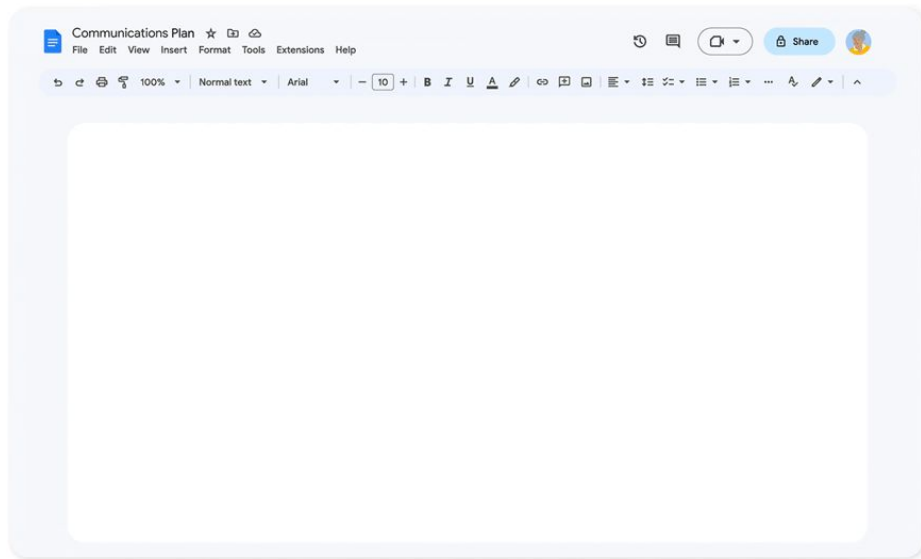 Communications Plan
File Edit View Insert Format Tools Extensions Help
Share
100% Normal text Arial − 10 + B I U A